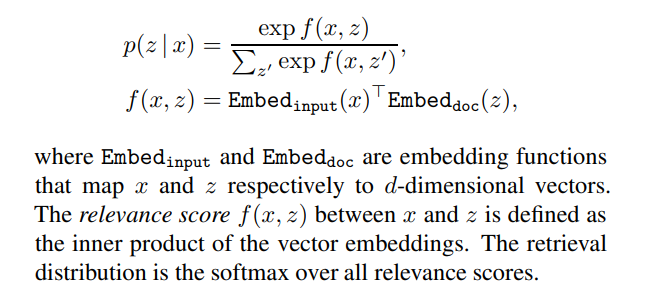 p(z | x) = exp f(x, z) / ∑_{z′} exp f(x, z′),
f(x, z) = Embed_input(x)^⊤ Embed_doc(z),
where Embed_input and Embed_doc are embedding functions
that map x and z respectively to d-dimensional vectors.
The relevance score f(x, z) between x and z is defined as
the inner product of the vector embeddings. The retrieval
distribution is the softmax over all relevance scores.